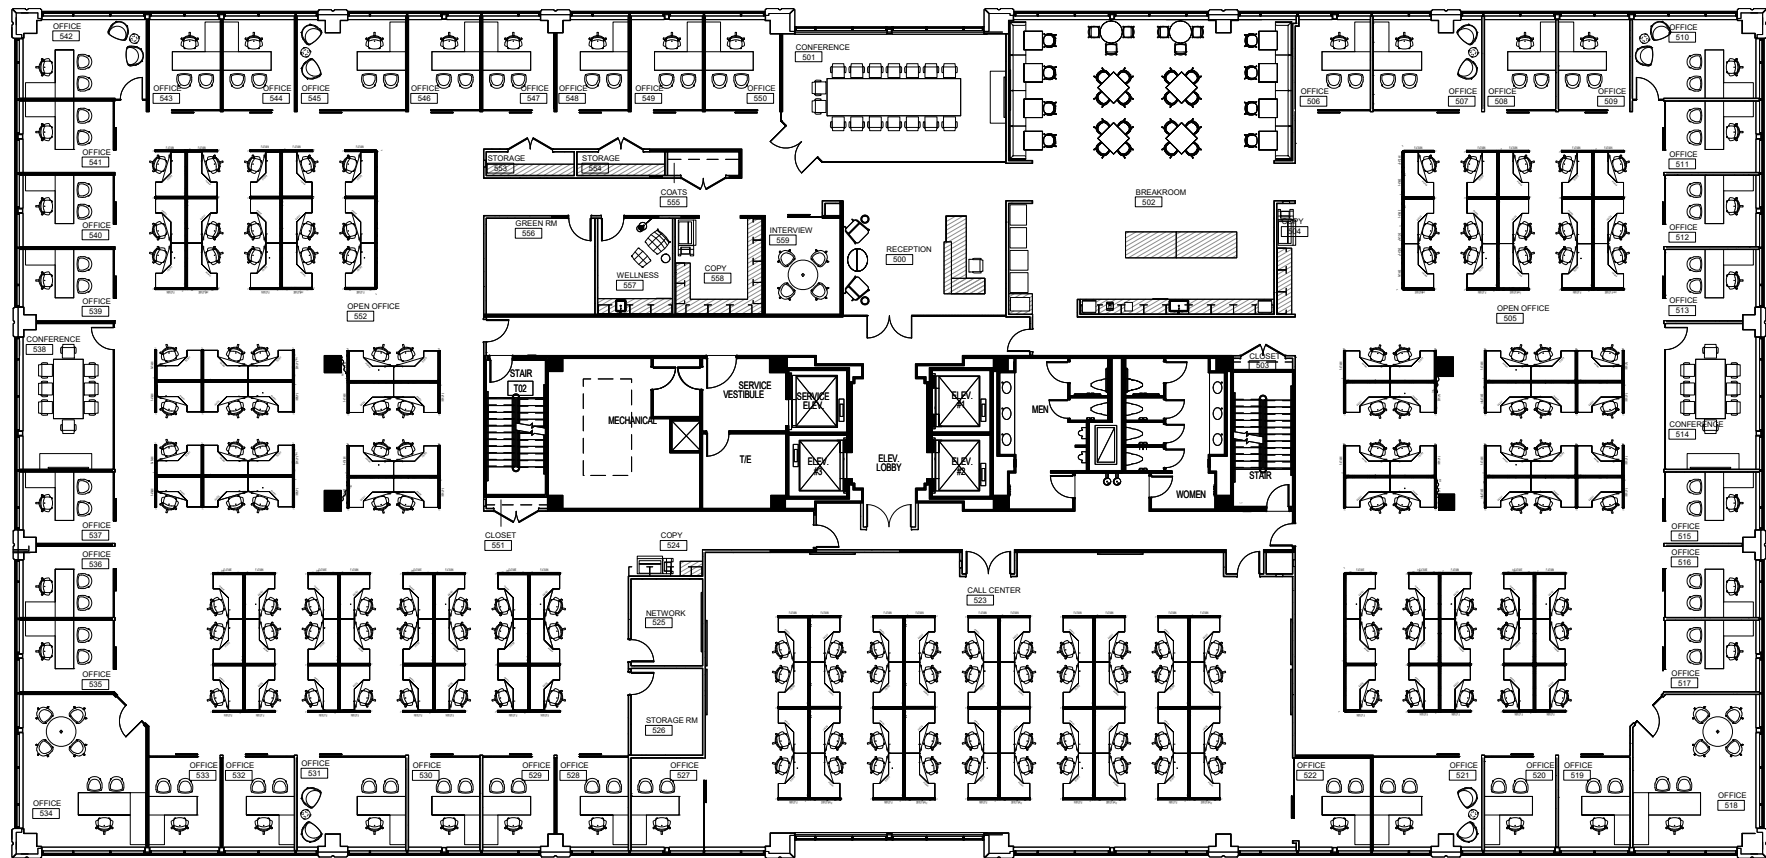 OFFICE
542
OFFICE
543
OFFICE
544
OFFICE
545
OFFICE
546
OFFICE
547
OFFICE
548
OFFICE
549
OFFICE
550
CONFERENCE
501
OFFICE
506
OFFICE
507
OFFICE
508
OFFICE
509
OFFICE
510
OFFICE
541
STORAGE
553
STORAGE
554
OFFICE
511
COATS
555
BREAKROOM
502
OFFICE
540
GREEN RM
556
INTERVIEW
559
RECEPTION
500
COPY
504
OFFICE
512
WELLNESS
557
COPY
558
OFFICE
539
OPEN OFFICE
552
OPEN OFFICE
505
OFFICE
513
CONFERENCE
538
STAIR
T02
MECHANICAL
SERVICE
VESTIBULE
SERVICE
ELEV.
ELEV.
#1
MEN
CLOSET
503
CONFERENCE
514
T/E
ELEV.
#3
ELEV.
LOBBY
ELEV.
#2
WOMEN
STAIR
OFFICE
537
CLOSET
551
COPY
524
OFFICE
515
OFFICE
536
OFFICE
516
NETWORK
525
CALL CENTER
523
OFFICE
535
OFFICE
517
STORAGE RM
526
OFFICE
534
OFFICE
533
OFFICE
532
OFFICE
531
OFFICE
530
OFFICE
529
OFFICE
528
OFFICE
527
OFFICE
522
OFFICE
521
OFFICE
520
OFFICE
519
OFFICE
518